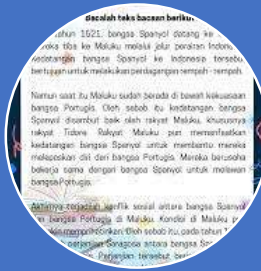 dacalah teks bacaan berikut
tahun 1521, bangsa Spanyol datang ke
tiba ke Maluku melalui jalur perairan
kedatangan bangsa Spanyol ke Indonesia tersebut
bertujuan untuk melakukan perdagangan rempah - rempah.
Namun saat itu Maluku sudah berada di bawah kekuasaan
bangsa Portugis. Oleh sebab itu kedatangan bangsa
Spanyol disambut baik oleh rakyat Maluku, khususnya
rakyat Tidore. Rakyat Maluku pun memanfaatkan
kedatangan bangsa Spanyol untuk membantu mereka
melepaskan diri dari bangsa Portugis. Mereka berusaha
bekerja sama dengan bangsa Spanyol untuk melawan
bangsa Portugis.
Akhirnya terjadilah konflik sosial antara bangsa Spanyol
dan bangsa Portugis di Maluku. Kondisi di Maluku
memprihatinkan. Oleh sebab itu, pada tahun
perjanjian Saragosa antara bangsa
Perjanjian tersebut